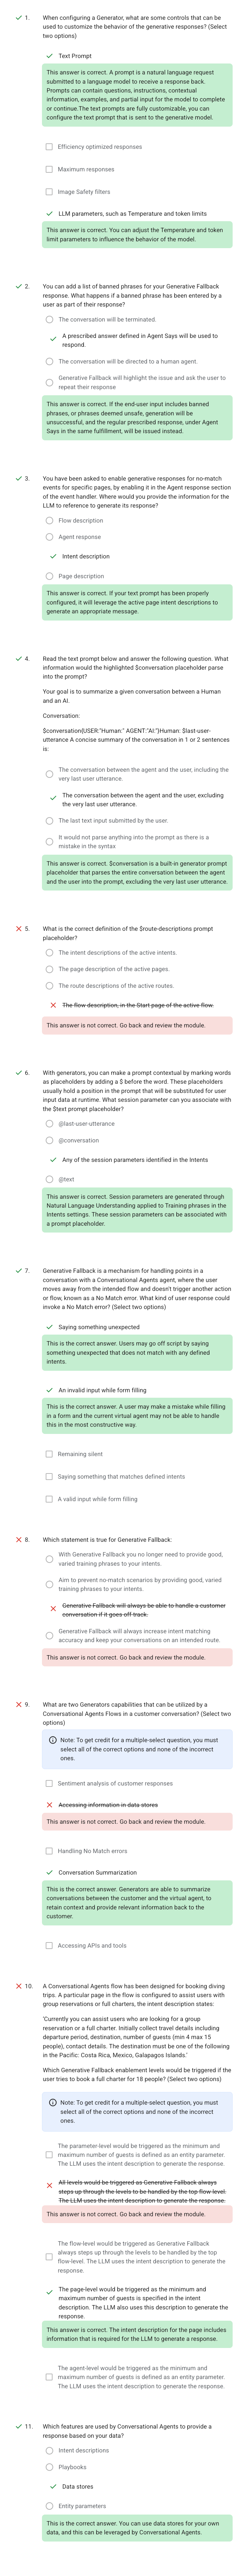 1. When configuring a Generator, what are some controls that can be
used to customize the behavior of the generative responses? (Select
two options)
Text Prompt
This answer is correct. A prompt is a natural language request
submitted to a language model to receive a response back.
Prompts can contain questions, instructions, contextual
information, examples, and partial input for the model to complete
or continue.The text prompts are fully customizable, you can
configure the text prompt that is sent to the generative model.
Efficiency optimized responses
Maximum responses
Image Safety filters
LLM parameters, such as Temperature and token limits
This answer is correct. You can adjust the Temperature and token
limit parameters to influence the behavior of the model.
2. You can add a list of banned phrases for your Generative Fallback
response. What happens if a banned phrase has been entered by a
user as part of their response?
The conversation will be terminated.
A prescribed answer defined in Agent Says will be used to
respond.
The conversation will be directed to a human agent.
Generative Fallback will highlight the issue and ask the user to
repeat their response
This answer is correct. If the end-user input includes banned
phrases, or phrases deemed unsafe, generation will be
unsuccessful, and the regular prescribed response, under Agent
Says in the same fulfillment, will be issued instead.
3. You have been asked to enable generative responses for no-match
events for specific pages, by enabling it in the Agent response section
of the event handler. Where would you provide the information for the
LLM to reference to generate its response?
Flow description
Agent response
Intent description
Page description
This answer is correct. If your text prompt has been properly
configured, it will leverage the active page intent descriptions to
generate an appropriate message.
4. Read the text prompt below and answer the following question. What
information would the highlighted $conversation placeholder parse
into the prompt?
Your goal is to summarize a given conversation between a Human
and an AI.
Conversation:
$conversation{USER:"Human:" AGENT:"AI:"}Human: $last-user-
utterance A concise summary of the conversation in 1 or 2 sentences
is:
The conversation between the agent and the user, including the
very last user utterance.
The conversation between the agent and the user, excluding
the very last user utterance.
The last text input submitted by the user.
It would not parse anything into the prompt as there is a
mistake in the syntax
This answer is correct. $conversation is a built-in generator prompt
placeholder that parses the entire conversation between the agent
and the user into the prompt, excluding the very last user utterance.
5. What is the correct definition of the $route-descriptions prompt
placeholder?
The intent descriptions of the active intents.
The page description of the active pages.
The route descriptions of the active routes.
The flow description, in the Start page of the active flow.
This answer is not correct. Go back and review the module.
6. With generators, you can make a prompt contextual by marking words
as placeholders by adding a $ before the word. These placeholders
usually hold a position in the prompt that will be substituted for user
input data at runtime. What session parameter can you associate with
the $text prompt placeholder?
@last-user-utterance
@conversation
Any of the session parameters identified in the Intents
@text
This answer is correct. Session parameters are generated through
Natural Language Understanding applied to Training phrases in the
Intents settings. These session parameters can be associated with
a prompt placeholder.
7. Generative Fallback is a mechanism for handling points in a
conversation with a Conversational Agents agent, where the user
moves away from the intended flow and doesn't trigger another action
or flow, known as a No Match error. What kind of user response could
invoke a No Match error? (Select two options)
Saying something unexpected
This is the correct answer. Users may go off script by saying
something unexpected that does not match with any defined
intents.
An invalid input while form filling
This is the correct answer. A user may make a mistake while filling
in a form and the current virtual agent may not be able to handle
this in the most constructive way.
Remaining silent
Saying something that matches defined intents
A valid input while form filling
8. Which statement is true for Generative Fallback:
With Generative Fallback you no longer need to provide good,
varied training phrases to your intents.
Aim to prevent no-match scenarios by providing good, varied
training phrases to your intents.
Generative Fallback will always be able to handle a customer
conversation if it goes off track.
Generative Fallback will always increase intent matching
accuracy and keep your conversations on an intended route.
This answer is not correct. Go back and review the module.
9. What are two Generators capabilities that can be utilized by a
Conversational Agents Flows in a customer conversation? (Select two
options)
Note: To get credit for a multiple-select question, you must
select all of the correct options and none of the incorrect
ones.
Sentiment analysis of customer responses
Accessing information in data stores
This answer is not correct. Go back and review the module.
Handling No Match errors
Conversation Summarization
This is the correct answer. Generators are able to summarize
conversations between the customer and the virtual agent, to
retain context and provide relevant information back to the
customer.
Accessing APIs and tools
10. A Conversational Agents flow has been designed for booking diving
trips. A particular page in the flow is configured to assist users with
group reservations or full charters, the intent description states:
'Currently you can assist users who are looking for a group
reservation or a full charter. Initially collect travel details including
departure period, destination, number of guests (min 4 max 15
people), contact details. The destination must be one of the following
in the Pacific: Costa Rica, Mexico, Galapagos Islands.'
Which Generative Fallback enablement levels would be triggered if the
user tries to book a full charter for 18 people? (Select two options)
Note: To get credit for a multiple-select question, you must
select all of the correct options and none of the incorrect
ones.
The parameter-level would be triggered as the minimum and
maximum number of guests is defined as an entity parameter.
The LLM uses the intent description to generate the response.
All levels would be triggered as Generative Fallback always
steps up through the levels to be handled by the top flow level.
The LLM uses the intent description to generate the response.
This answer is not correct. Go back and review the module.
The flow-level would be triggered as Generative Fallback
always steps up through the levels to be handled by the top
flow-level. The LLM uses the intent description to generate the
response.
The page-level would be triggered as the minimum and
maximum number of guests is specified in the intent
description. The LLM also uses this description to generate the
response.
This answer is correct. The intent description for the page includes
information that is required for the LLM to generate a response.
The agent-level would be triggered as the minimum and
maximum number of guests is defined as an entity parameter.
The LLM uses the intent description to generate the response.
11. Which features are used by Conversational Agents to provide a
response based on your data?
Intent descriptions
Playbooks
Data stores
Entity parameters
This is the correct answer. You can use data stores for your own
data, and this can be leveraged by Conversational Agents.